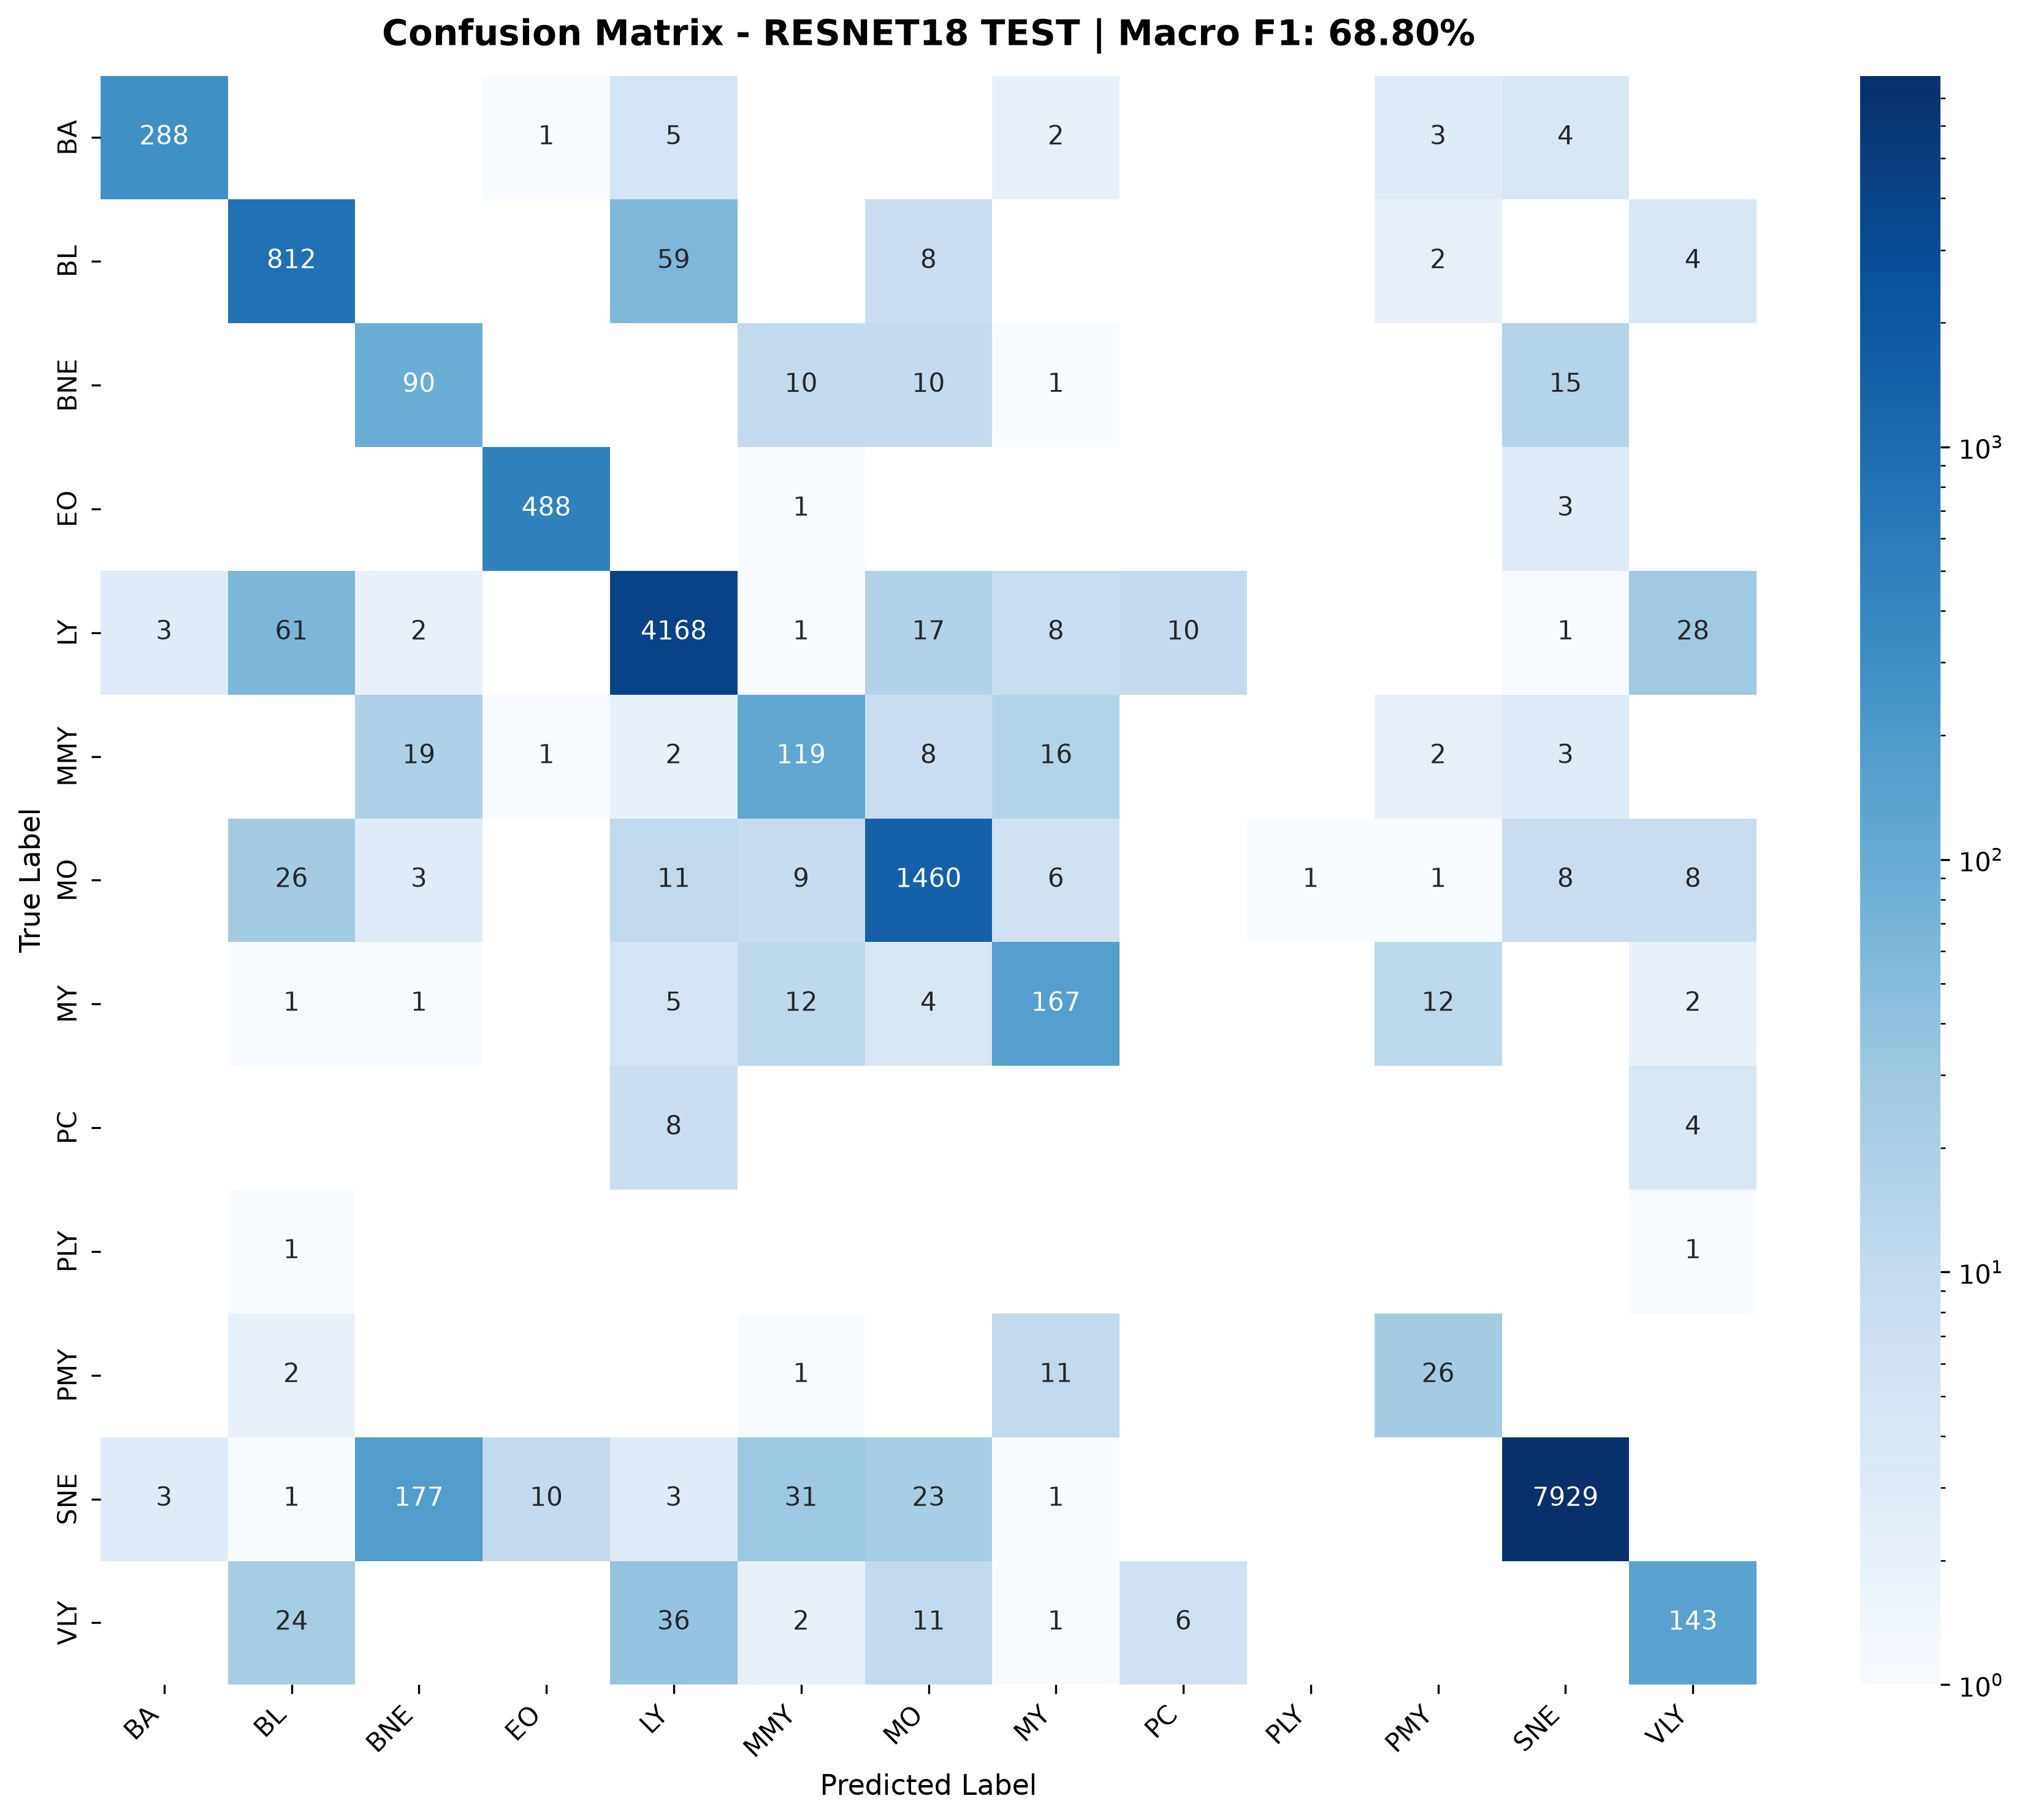 Confusion Matrix - RESNET18 TEST | Macro F1: 68.80%
True Label
BA 288 1 5 2 3 4
BL 812 59 8 2 4
BNE 90 10 10 1 15
EO 488 1 3
LY 3 61 2 4168 1 17 8 10 1 28
MMY 19 1 2 119 8 16 2 3
MO 26 3 11 9 1460 6 1 1 8 8
MY 1 1 5 12 4 167 12 2
PC 8 4
PLY 1 1
PMY 2 1 11 26
SNE 3 1 177 10 3 31 23 1 7929
VLY 24 36 2 11 1 6 143
BA BL BNE EO LY MMY MO MY PC PLY PMY SNE VLY
Predicted Label
10³
10²
10¹
10⁰